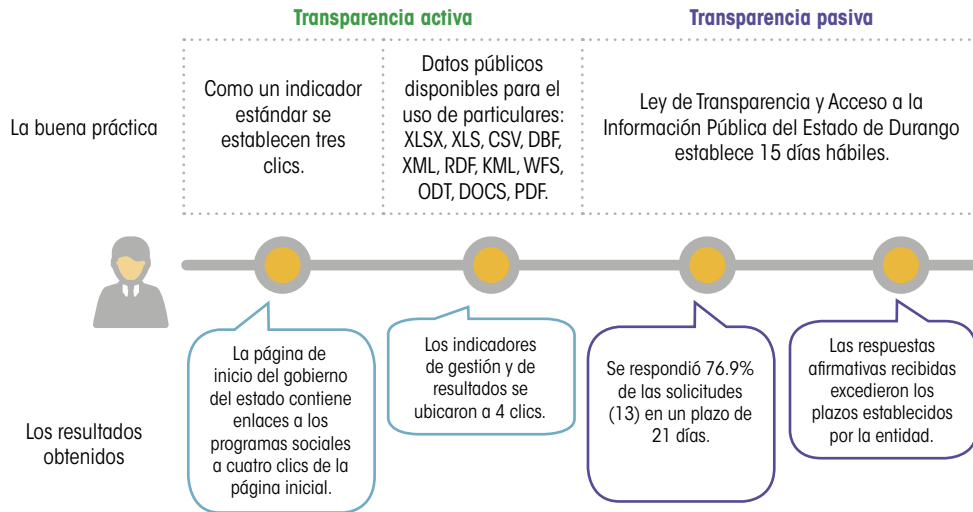 Transparencia activa
Transparencia pasiva
La buena práctica
Como un indicador
estándar se
establecen tres
clics.
Datos públicos
disponibles para el
uso de particulares:
XLSX, XLS, CSV, DBF,
XML, RDF, KML, WFS,
ODT, DOCS, PDF.
Ley de Transparencia y Acceso a la
Información Pública del Estado de Durango
establece 15 días hábiles.
Los resultados
obtenidos
La página de
inicio del gobierno
del estado contiene
enlaces a los
programas sociales
a cuatro clics de la
página inicial.
Los indicadores
de gestión y de
resultados se
ubicaron a 4 clics.
Se respondió 76.9%
de las solicitudes
(13) en un plazo de
21 días.
Las respuestas
afirmativas recibidas
excedieron los
plazos establecidos
por la entidad.